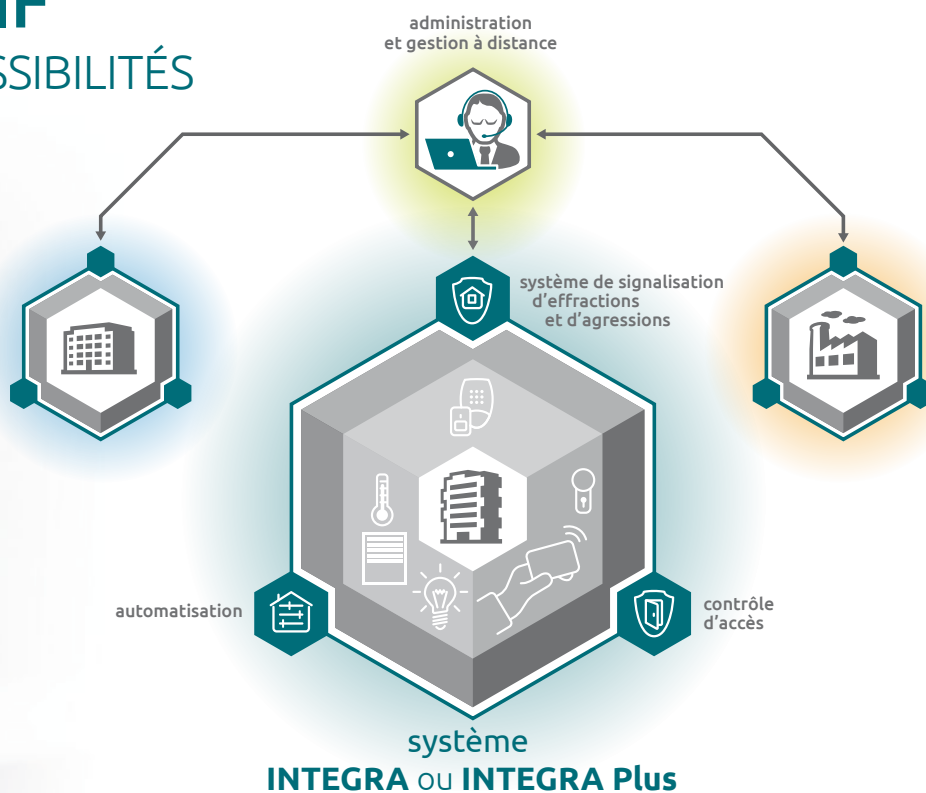 SSIBILITÉS
administration
et gestion à distance
système de signalisation
d'effractions
et d'agressions
automatisation
contrôle
d'accès
système
INTEGRA ou INTEGRA Plus